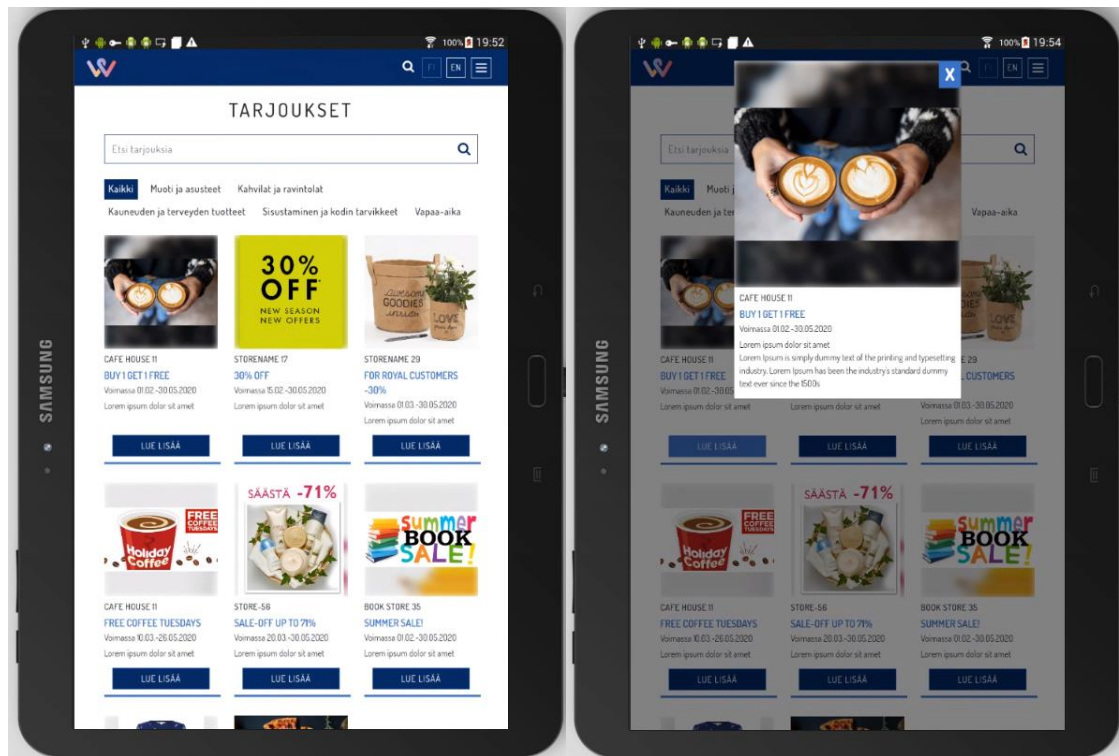 SAMSUNG
100% 19:52
FI EN
TARJOUKSET
Etsi tarjouksia
Kaikki Muoti ja asusteet Kahvilat ja ravintolat
Kauneuden ja terveyden tuotteet Sisustaminen ja kodin tarvikkeet Vapaa-aika
30%
OFF
NEW SEASON
NEW OFFERS
awesome
GOODIES
inside
LOVE
CAFE HOUSE 11
BUY 1 GET 1 FREE
Voimassa 01.02.-30.05.2020
Lorem ipsum dolor sit amet
LUE LISÄÄ
STORENAME 17
30% OFF
Voimassa 15.02.-30.05.2020
Lorem ipsum dolor sit amet
LUE LISÄÄ
STORENAME 29
FOR ROYAL CUSTOMERS
-30%
Voimassa 01.03.-30.05.2020
Lorem ipsum dolor sit amet
LUE LISÄÄ
FREE
COFFEE
TUESDAYS
Holiday
Coffee
SÄÄSTÄ -71%
Summer
BOOK
SALE!
CAFE HOUSE 11
FREE COFFEE TUESDAYS
Voimassa 10.03.-26.05.2020
Lorem ipsum dolor sit amet
LUE LISÄÄ
STORE-56
SALE-OFF UP TO 71%
Voimassa 20.03.-30.05.2020
Lorem ipsum dolor sit amet
LUE LISÄÄ
BOOK STORE 35
SUMMER SALE!
Voimassa 01.02.-30.05.2020
Lorem ipsum dolor sit amet
LUE LISÄÄ
SAMSUNG
100% 19:54
FI EN
X
Etsi tarjouksia
Kaikki Muoti j
Kauneuden ja ter
Vapaa-aika
CAFE HOUSE 11
BUY 1 GET 1 FREE
Voimassa 01.02.-30.05.2020
Lorem ipsum dolor sit amet
Lorem Ipsum is simply dummy text of the printing and typesetting
industry. Lorem Ipsum has been the industry's standard dummy
text ever since the 1500s
CAFE HOUSE 11
BUY 1 GET 1 FREE
Voimassa 01.02.-30.05.2020
Lorem ipsum dolor sit amet
LUE LISÄÄ
Lorem ipsum dolor sit amet
LUE LISÄÄ
E 29
L CUSTOMERS
Voimassa 01.03.-30.05.2020
Lorem ipsum dolor sit amet
LUE LISÄÄ
FREE
COFFEE
TUESDAYS
Holiday
Coffee
SÄÄSTÄ -71%
Summer
BOOK
SALE!
CAFE HOUSE 11
FREE COFFEE TUESDAYS
Voimassa 10.03.-26.05.2020
Lorem ipsum dolor sit amet
LUE LISÄÄ
STORE-56
SALE-OFF UP TO 71%
Voimassa 20.03.-30.05.2020
Lorem ipsum dolor sit amet
LUE LISÄÄ
BOOK STORE 35
SUMMER SALE!
Voimassa 01.02.-30.05.2020
Lorem ipsum dolor sit amet
LUE LISÄÄ